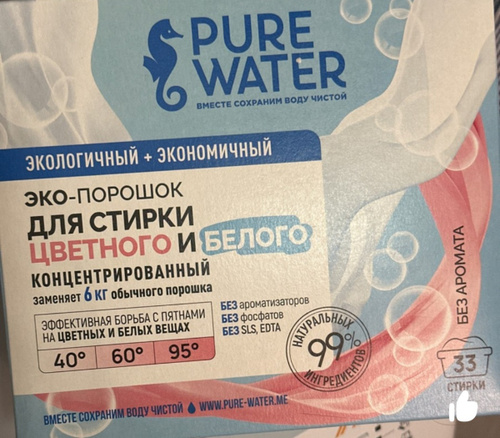 PURE
WATER
ВМЕСТЕ СОХРАНИМ ВОДУ ЧИСТОЙ
ЭКОЛОГИЧНЫЙ + ЭКОНОМИЧНЫЙ
ЭКО-ПОРОШОК
ДЛЯ СТИРКИ
ЦВЕТНОГО И БЕЛОГО
КОНЦЕНТРИРОВАННЫЙ
заменяет 6 кг обычного порошка
ЭФФЕКТИВНАЯ БОРЬБА С ПЯТНАМИ
НА ЦВЕТНЫХ И БЕЛЫХ ВЕЩАХ
40° 60° 95°
БЕЗ ароматизаторов
БЕЗ фосфатов
БЕЗ SLS, EDTA
НАТУРАЛЬНЫХ
99%
ИНГРЕДИЕНТОВ
БЕЗ АРОМАТА
33
СТИРКИ
ВМЕСТЕ СОХРАНИМ ВОДУ ЧИСТОЙ WWW.PURE-WATER.ME